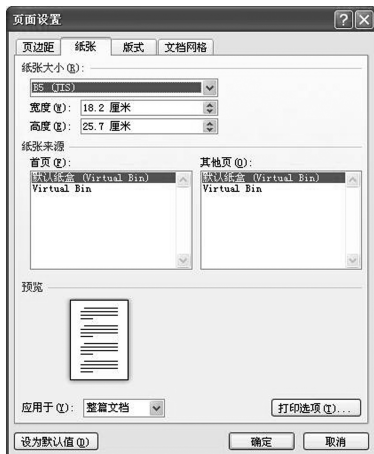 页面设置
页边距 纸张 版式 文档网格
纸张大小(R):
B5 (JIS)
宽度(W): 18.2 厘米
高度(E): 25.7 厘米
纸张来源
首页(F): 其他页(O):
默认纸盒 (Virtual Bin) 默认纸盒 (Virtual Bin)
Virtual Bin Virtual Bin
预览
应用于(Y): 整篇文档 打印选项(T)...
设为默认值(D) 确定 取消